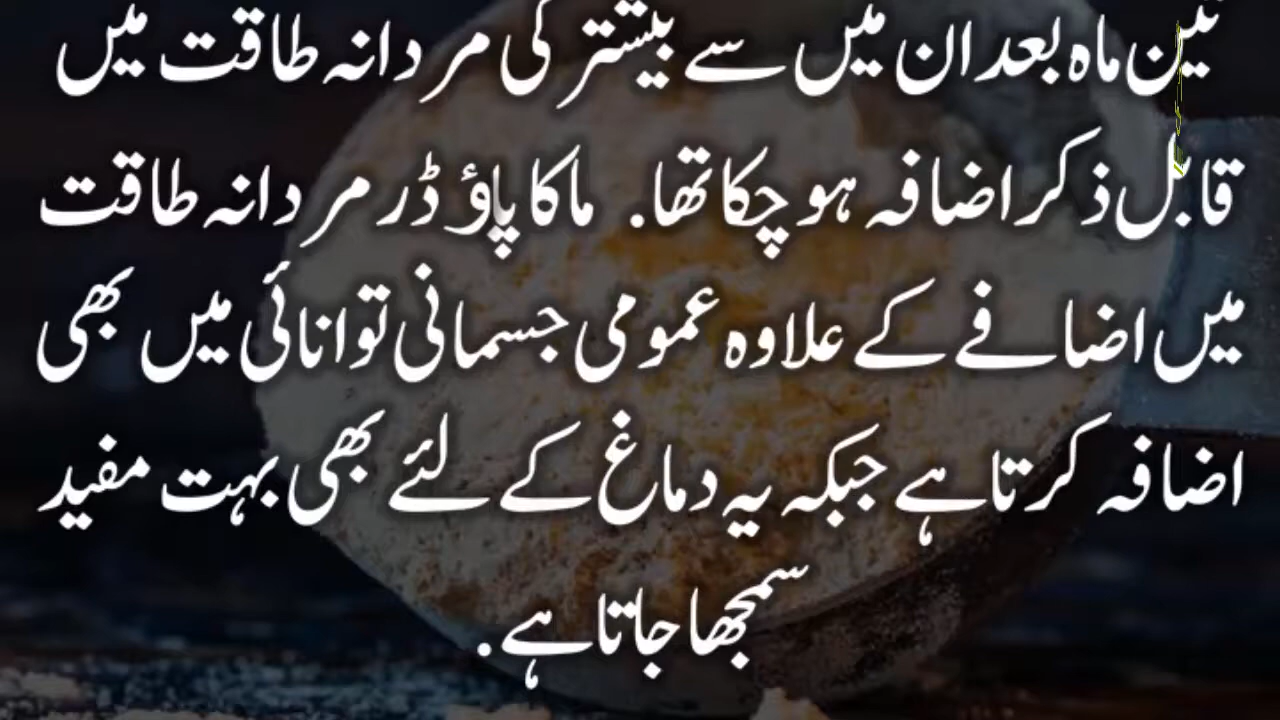 تین ماہ بعد ان میں سے بیشتر کی مردانہ طاقت میں
قابل ذکر اضافہ ہو چکا تھا. ماکا پاؤڈر مردانہ طاقت
میں اضافے کے علاوہ عمومی جسمانی توانائی میں بھی
اضافہ کرتا ہے جبکہ یہ دماغ کے لئے بھی بہت مفید
سمجھا جاتا ہے.